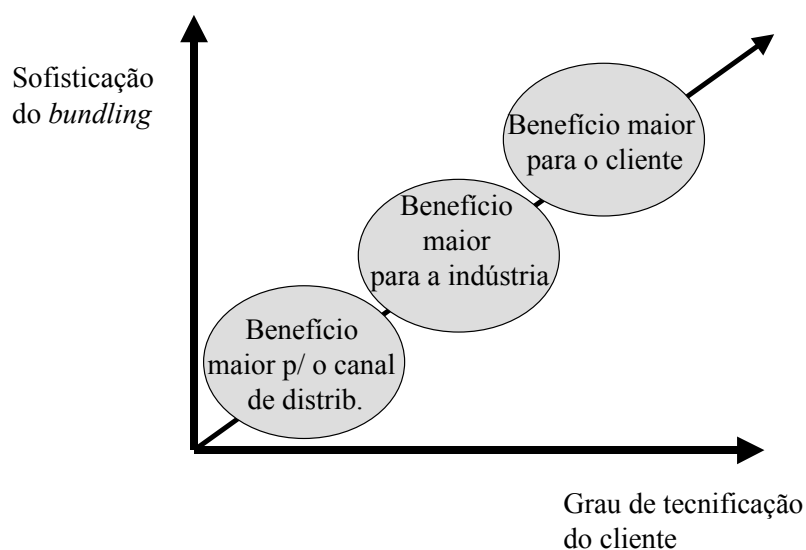 Sofisticação
do bundling
Benefício maior
para o cliente
Benefício
maior
para a indústria
Benefício
maior p/ o canal
de distrib.
Grau de tecnificação
do cliente